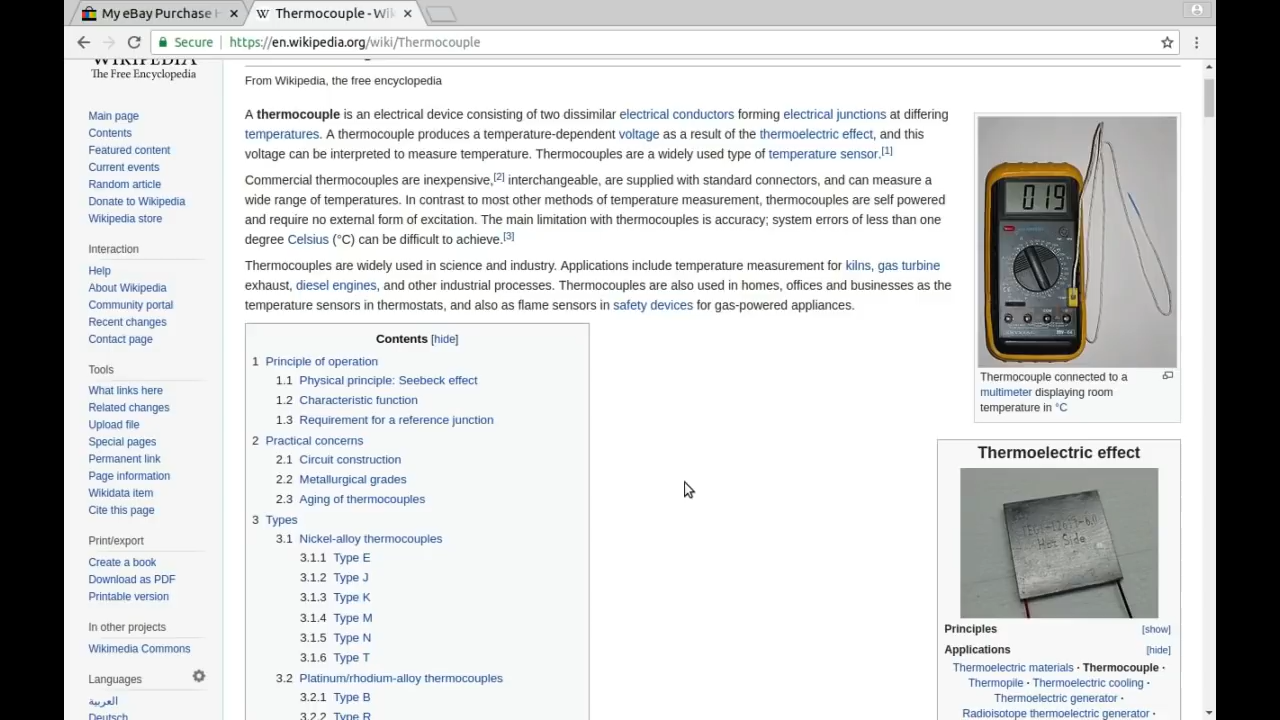 My eBay Purchase H
Thermocouple - Wik
Secure
https://en.wikipedia.org/wiki/Thermocouple
WIKIPEDIA
The Free Encyclopedia
Main page
Contents
Featured content
Current events
Random article
Donate to Wikipedia
Wikipedia store
Interaction
Help
About Wikipedia
Community portal
Recent changes
Contact page
Tools
What links here
Related changes
Upload file
Special pages
Permanent link
Page information
Wikidata item
Cite this page
Print/export
Create a book
Download as PDF
Printable version
In other projects
Wikimedia Commons
Languages
العربية
Deutsch
From Wikipedia, the free encyclopedia
A thermocouple is an electrical device consisting of two dissimilar electrical conductors forming electrical junctions at differing
temperatures. A thermocouple produces a temperature-dependent voltage as a result of the thermoelectric effect, and this
voltage can be interpreted to measure temperature. Thermocouples are a widely used type of temperature sensor.[1]
Commercial thermocouples are inexpensive,[2] interchangeable, are supplied with standard connectors, and can measure a
wide range of temperatures. In contrast to most other methods of temperature measurement, thermocouples are self powered
and require no external form of excitation. The main limitation with thermocouples is accuracy; system errors of less than one
degree Celsius (°C) can be difficult to achieve.[3]
Thermocouples are widely used in science and industry. Applications include temperature measurement for kilns, gas turbine
exhaust, diesel engines, and other industrial processes. Thermocouples are also used in homes, offices and businesses as the
temperature sensors in thermostats, and also as flame sensors in safety devices for gas-powered appliances.
Contents [hide]
1 Principle of operation
1.1 Physical principle: Seebeck effect
1.2 Characteristic function
1.3 Requirement for a reference junction
2 Practical concerns
2.1 Circuit construction
2.2 Metallurgical grades
2.3 Aging of thermocouples
3 Types
3.1 Nickel-alloy thermocouples
3.1.1 Type E
3.1.2 Type J
3.1.3 Type K
3.1.4 Type M
3.1.5 Type N
3.1.6 Type T
3.2 Platinum/rhodium-alloy thermocouples
3.2.1 Type B
3.2.2 Type R
019
Thermocouple connected to a
multimeter displaying room
temperature in °C
Thermoelectric effect
Hot Side
Principles [show]
Applications [hide]
Thermoelectric materials · Thermocouple ·
Thermopile · Thermoelectric cooling ·
Thermoelectric generator ·
Radioisotope thermoelectric generator ·